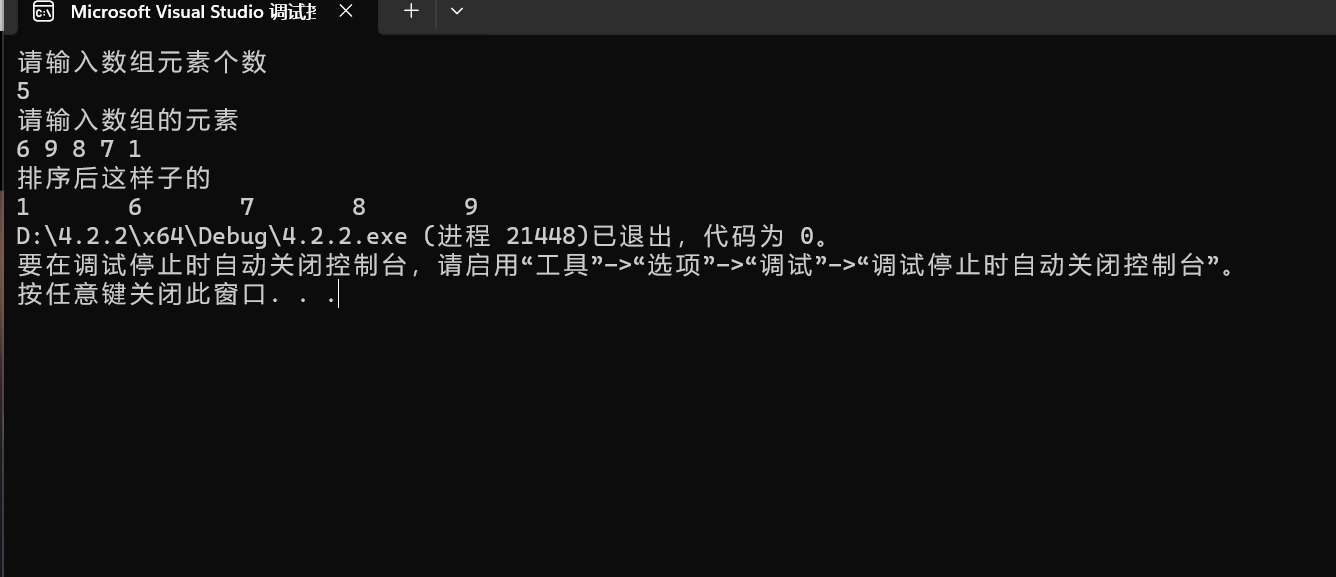 Microsoft Visual Studio 调试
请输入数组元素个数
5
请输入数组的元素
6 9 8 7 1
排序后这样子的
1 6 7 8 9
D:\4.2.2\x64\Debug\4.2.2.exe (进程 21448)已退出，代码为 0。
要在调试停止时自动关闭控制台，请启用“工具”->“选项”->“调试”->“调试停止时自动关闭控制台”。
按任意键关闭此窗口. . .